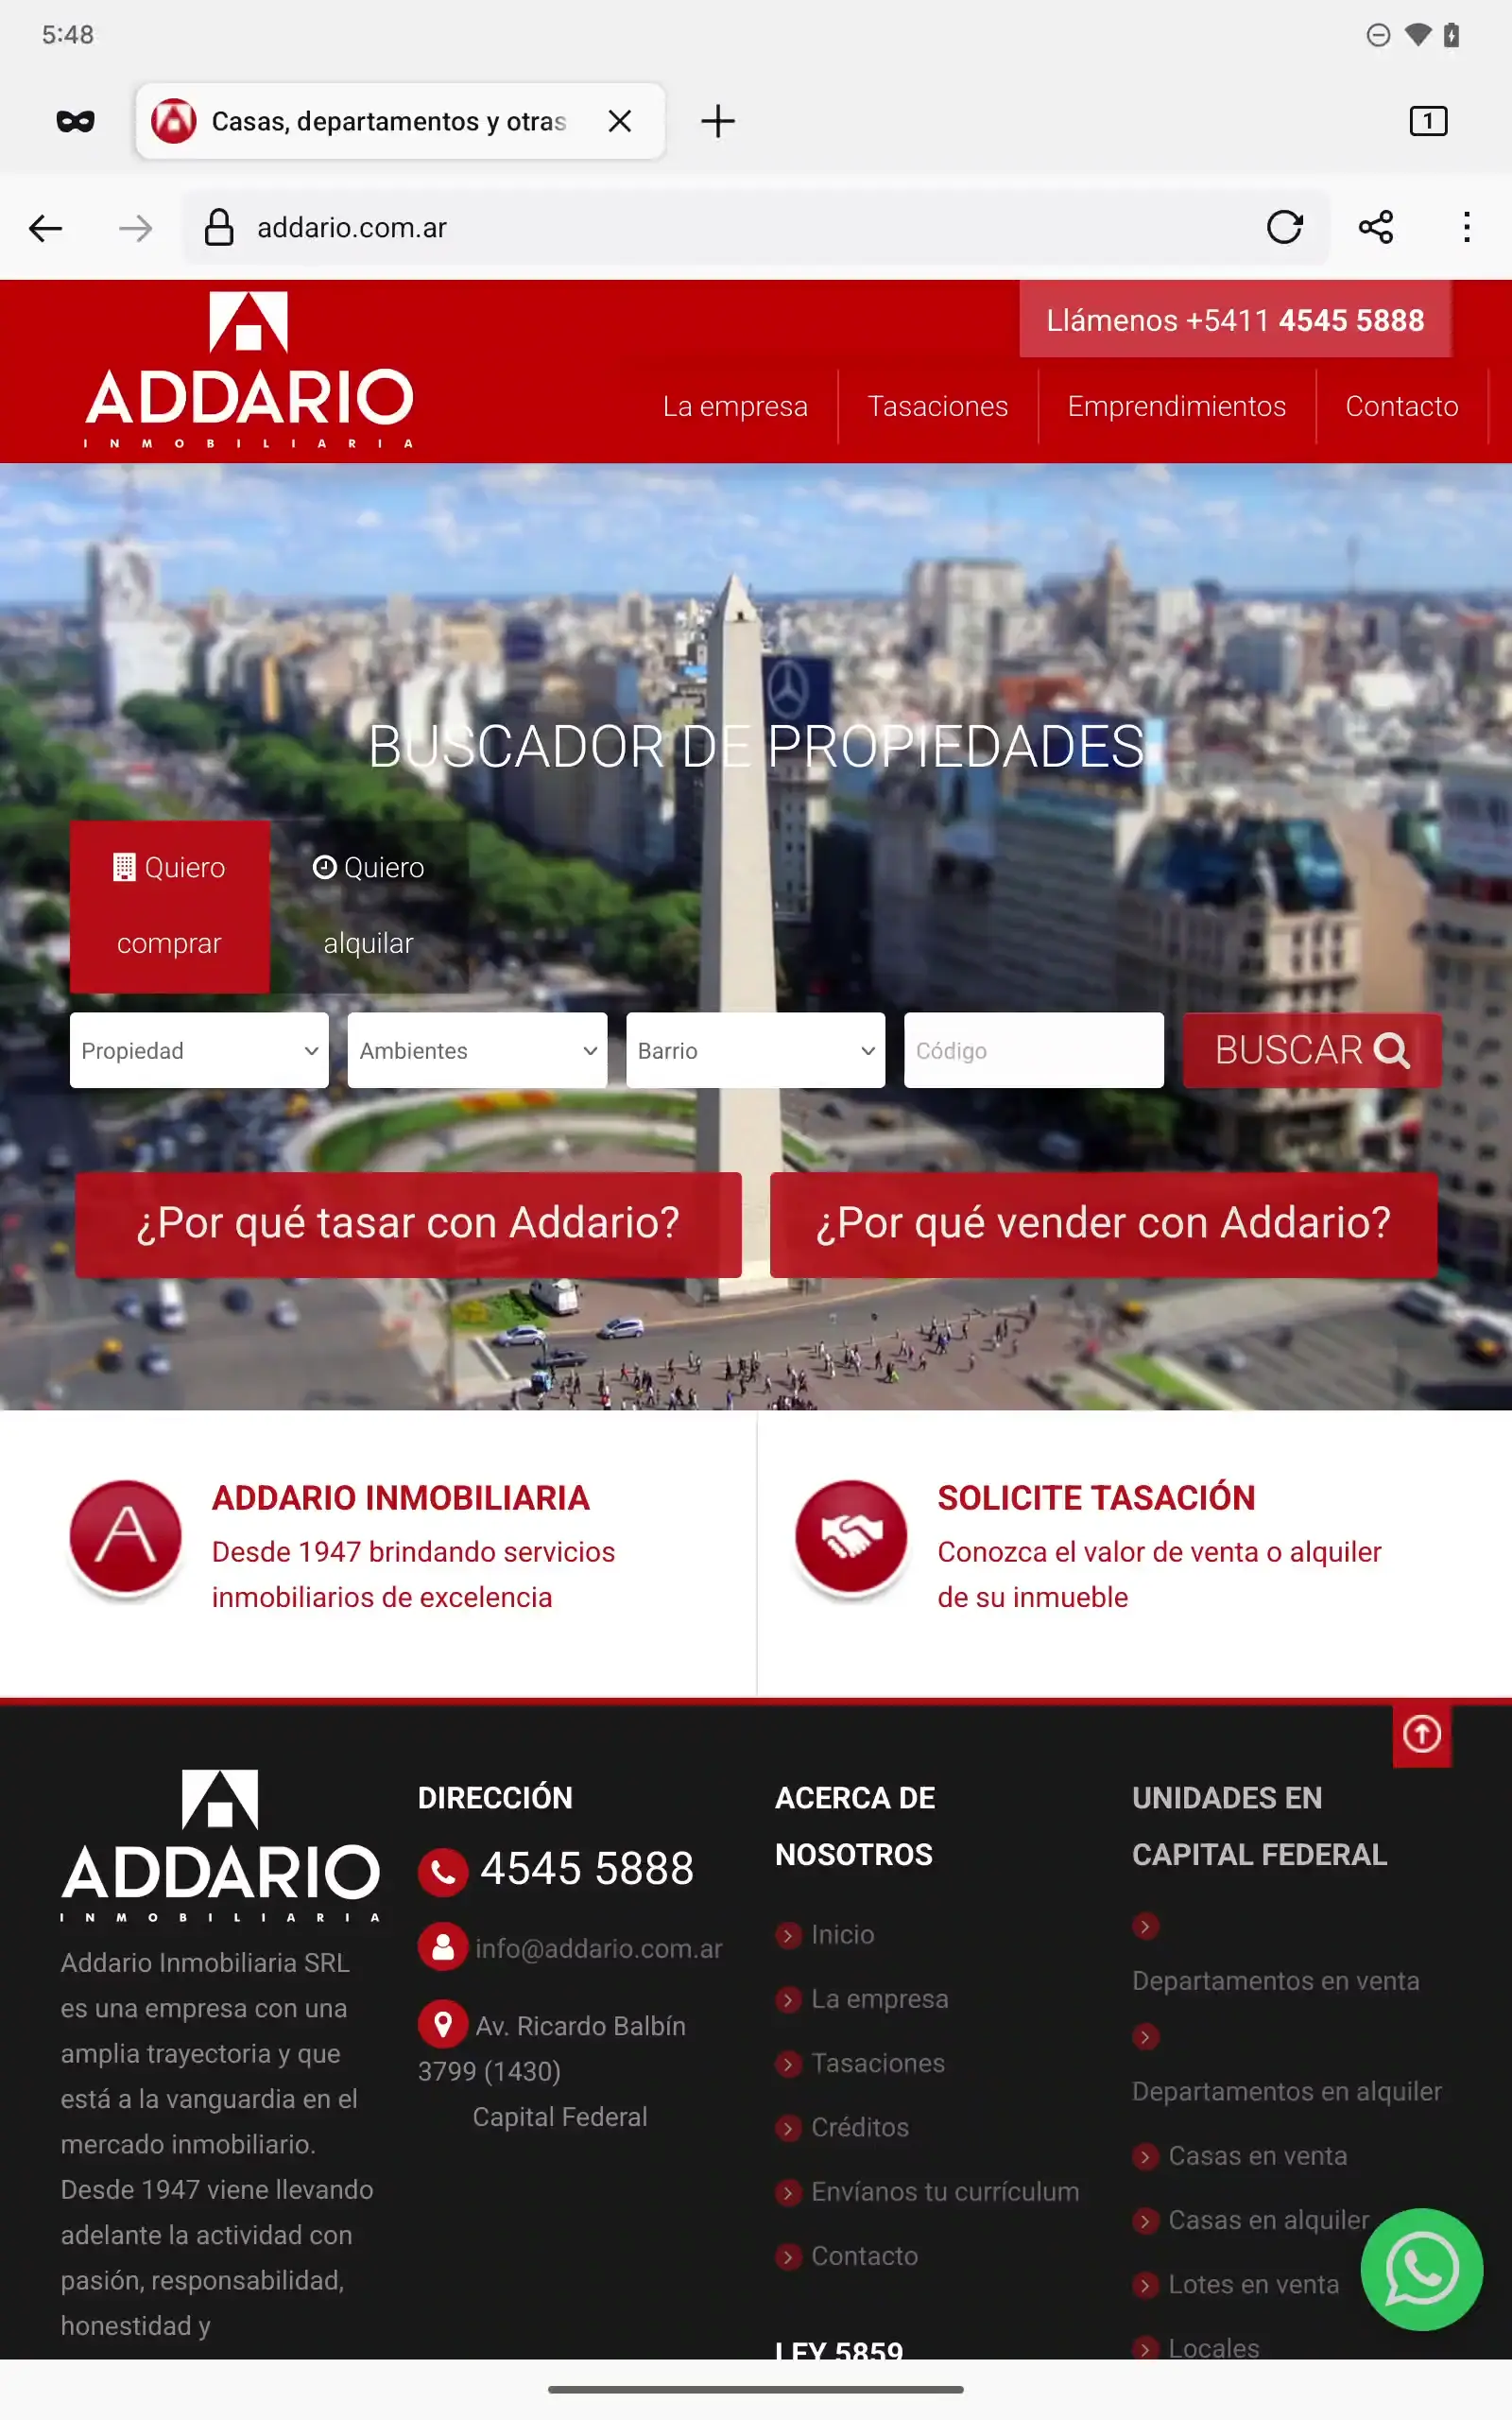 5:48
Casas, departamentos y otras
1
addario.com.ar
ADDARIO
INMOBILIARIA
Llámenos +5411 4545 5888
La empresa
Tasaciones
Emprendimientos
Contacto
BUSCADOR DE PROPIEDADES
Quiero
comprar
Quiero
alquilar
Propiedad
Ambientes
Barrio
Código
BUSCAR
¿Por qué tasar con Addario?
¿Por qué vender con Addario?
A
ADDARIO INMOBILIARIA
Desde 1947 brindando servicios
inmobiliarios de excelencia
SOLICITE TASACIÓN
Conozca el valor de venta o alquiler
de su inmueble
ADDARIO
INMOBILIARIA
Addario Inmobiliaria SRL
es una empresa con una
amplia trayectoria y que
está a la vanguardia en el
mercado inmobiliario.
Desde 1947 viene llevando
adelante la actividad con
pasión, responsabilidad,
honestidad y
DIRECCIÓN
4545 5888
info@addario.com.ar
Av. Ricardo Balbín
3799 (1430)
Capital Federal
ACERCA DE
NOSOTROS
Inicio
La empresa
Tasaciones
Créditos
Envíanos tu currículum
Contacto
LEY 5859
UNIDADES EN
CAPITAL FEDERAL
Departamentos en venta
Departamentos en alquiler
Casas en venta
Casas en alquiler
Lotes en venta
Locales